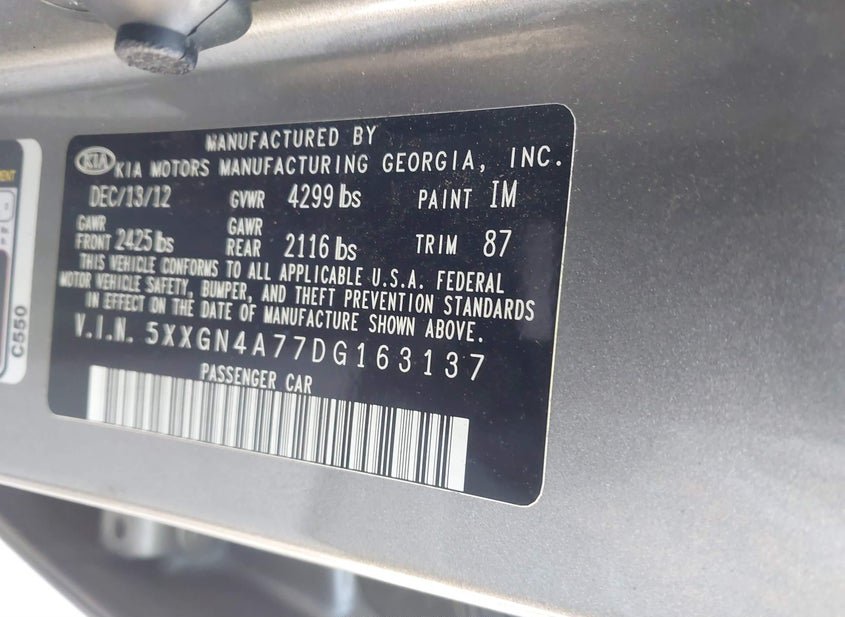 MANUFACTURED BY
KIA KIA MOTORS MANUFACTURING GEORGIA, INC.
DEC/13/12 GVWR 4299 lbs PAINT IM
GAWR FRONT 2425 lbs GAWR REAR 2116 lbs TRIM 87
THIS VEHICLE CONFORMS TO ALL APPLICABLE U.S.A. FEDERAL
MOTOR VEHICLE SAFETY, BUMPER, AND THEFT PREVENTION STANDARDS
IN EFFECT ON THE DATE OF MANUFACTURE SHOWN ABOVE.
V.I.N. 5XXGN4A77DG163137
PASSENGER CAR
C550